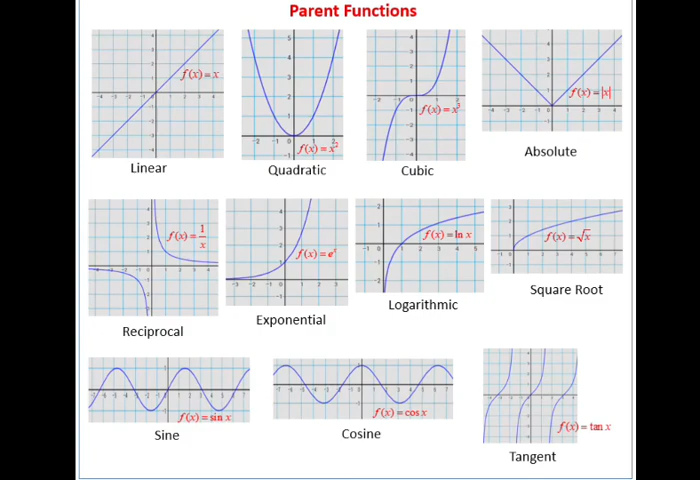 Parent Functions
f(x) = x
f(x) = x²
f(x) = x³
f(x) = |x|
Linear
Quadratic
Cubic
Absolute
f(x) = 1/x
f(x) = eˣ
f(x) = ln x
f(x) = √x
Reciprocal
Exponential
Logarithmic
Square Root
f(x) = sin x
f(x) = cos x
f(x) = tan x
Sine
Cosine
Tangent